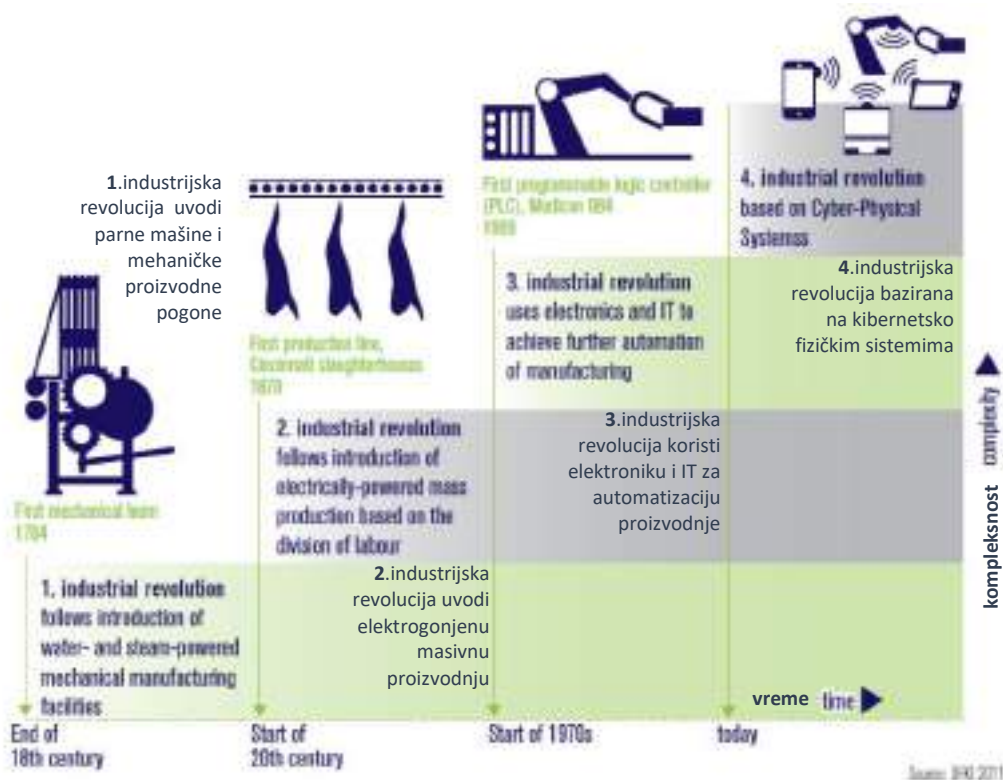 1.industrijska
revolucija uvodi
parne mašine i
mehaničke
proizvodne
pogone
First mechanical loom
1784
1. industrial revolution
follows introduction of
water- and steam-powered
mechanical manufacturing
facilities
End of
18th century
First production line,
Cincinnati slaughterhouses
1870
2. industrial revolution
follows introduction of
electrically-powered mass
production based on the
division of labour
2.industrijska
revolucija uvodi
elektrogonjenu
masivnu
proizvodnju
Start of
20th century
First programmable logic controller
(PLC), Modicon 084
1969
3. industrial revolution
uses electronics and IT to
achieve further automation
of manufacturing
3.industrijska
revolucija koristi
elektroniku i IT za
automatizaciju
proizvodnje
Start of 1970s
4. industrial revolution
based on Cyber-Physical
Systemss
4.industrijska
revolucija bazirana
na kibernetsko
fizičkim sistemima
today
vreme time
kompleksnost complexity
Source: DFKI 2011